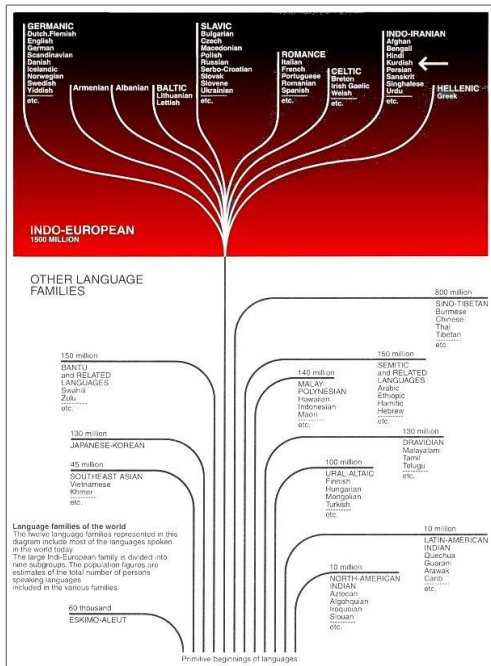 GERMANIC
Dutch,Flemish
English
German
Scandinavian
Danish
Icelandic
Norwegian
Swedish
Yiddish
etc.
Armenian
Albanian
BALTIC
Lithuanian
Lettish
etc.
SLAVIC
Bulgarian
Czech
Macedonian
Polish
Russian
Serbo-Croatian
Slovak
Slovene
Ukrainian
etc.
ROMANCE
Italian
French
Portuguese
Romanian
Spanish
etc.
CELTIC
Breton
Irish Gaelic
Welsh
etc.
INDO-IRANIAN
Afghan
Bengali
Hindi
Kurdish
Persian
Sanskrit
Singhalese
Urdu
etc.
HELLENIC
Greek
INDO-EUROPEAN
1500 MILLION
OTHER LANGUAGE
FAMILIES
800 million
SINO-TIBETAN
Burmese
Chinese
Thai
Tibetan
etc.
150 million
BANTU
and RELATED
LANGUAGES
Swahili
Zulu
etc.
140 million
MALAY-
POLYNESIAN
Hawaiian
Indonesian
Maori
etc.
150 million
SEMITIC
and RELATED
LANGUAGES
Arabic
Ethiopic
Hamitic
Hebrew
etc.
130 million
JAPANESE-KOREAN
130 million
DRAVIDIAN
Malayalam
Tamil
Telugu
etc.
45 million
SOUTHEAST ASIAN
Vietnamese
Khmer
etc.
100 million
URAL-ALTAIC
Finnish
Hungarian
Mongolian
Turkish
etc.
Language families of the world
The twelve language families represented in this
diagram include most of the languages spoken
in the world today
The large Indi-European family is divided into
nine subgroups. The population figures are
estimates of the total number of persons
speaking languages
included in the various families
10 million
LATIN-AMERICAN
INDIAN
Quechua
Guarani
Arawak
Carib
etc.
10 million
NORTH-AMERICAN
INDIAN
Aztecan
Algohquian
Iroquoian
Siouan
etc.
60 thousand
ESKIMO-ALEUT
Primitive beginnings of languages